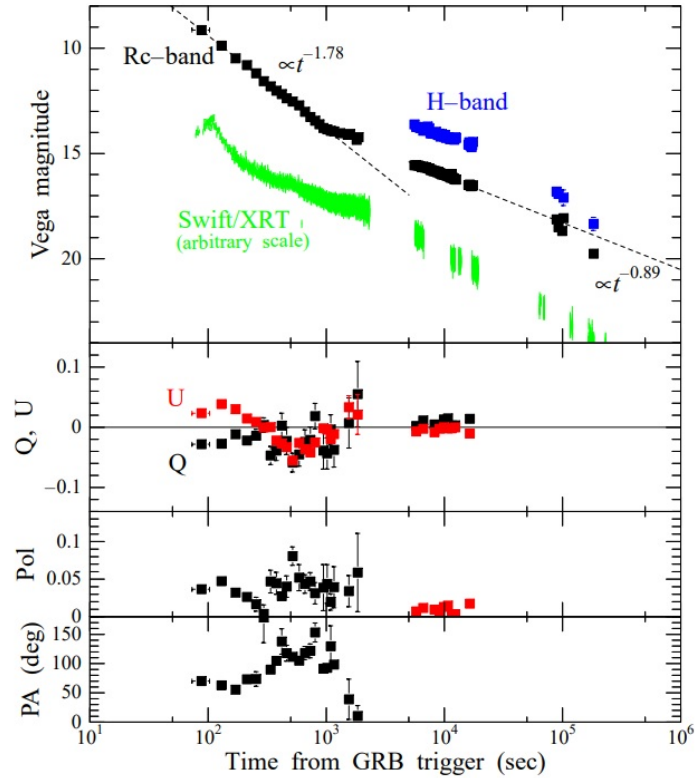 8
Rc−band
∝t^−1.78
10
H−band
15
Vega magnitude
Swift/XRT
(arbitrary scale)
20
∝t^−0.89
0.1
U
Q, U
0
Q
−0.1
0.1
Pol
0.05
0
150
PA (deg)
100
50
0
10^1 10^2 10^3 10^4 10^5 10^6
Time from GRB trigger (sec)